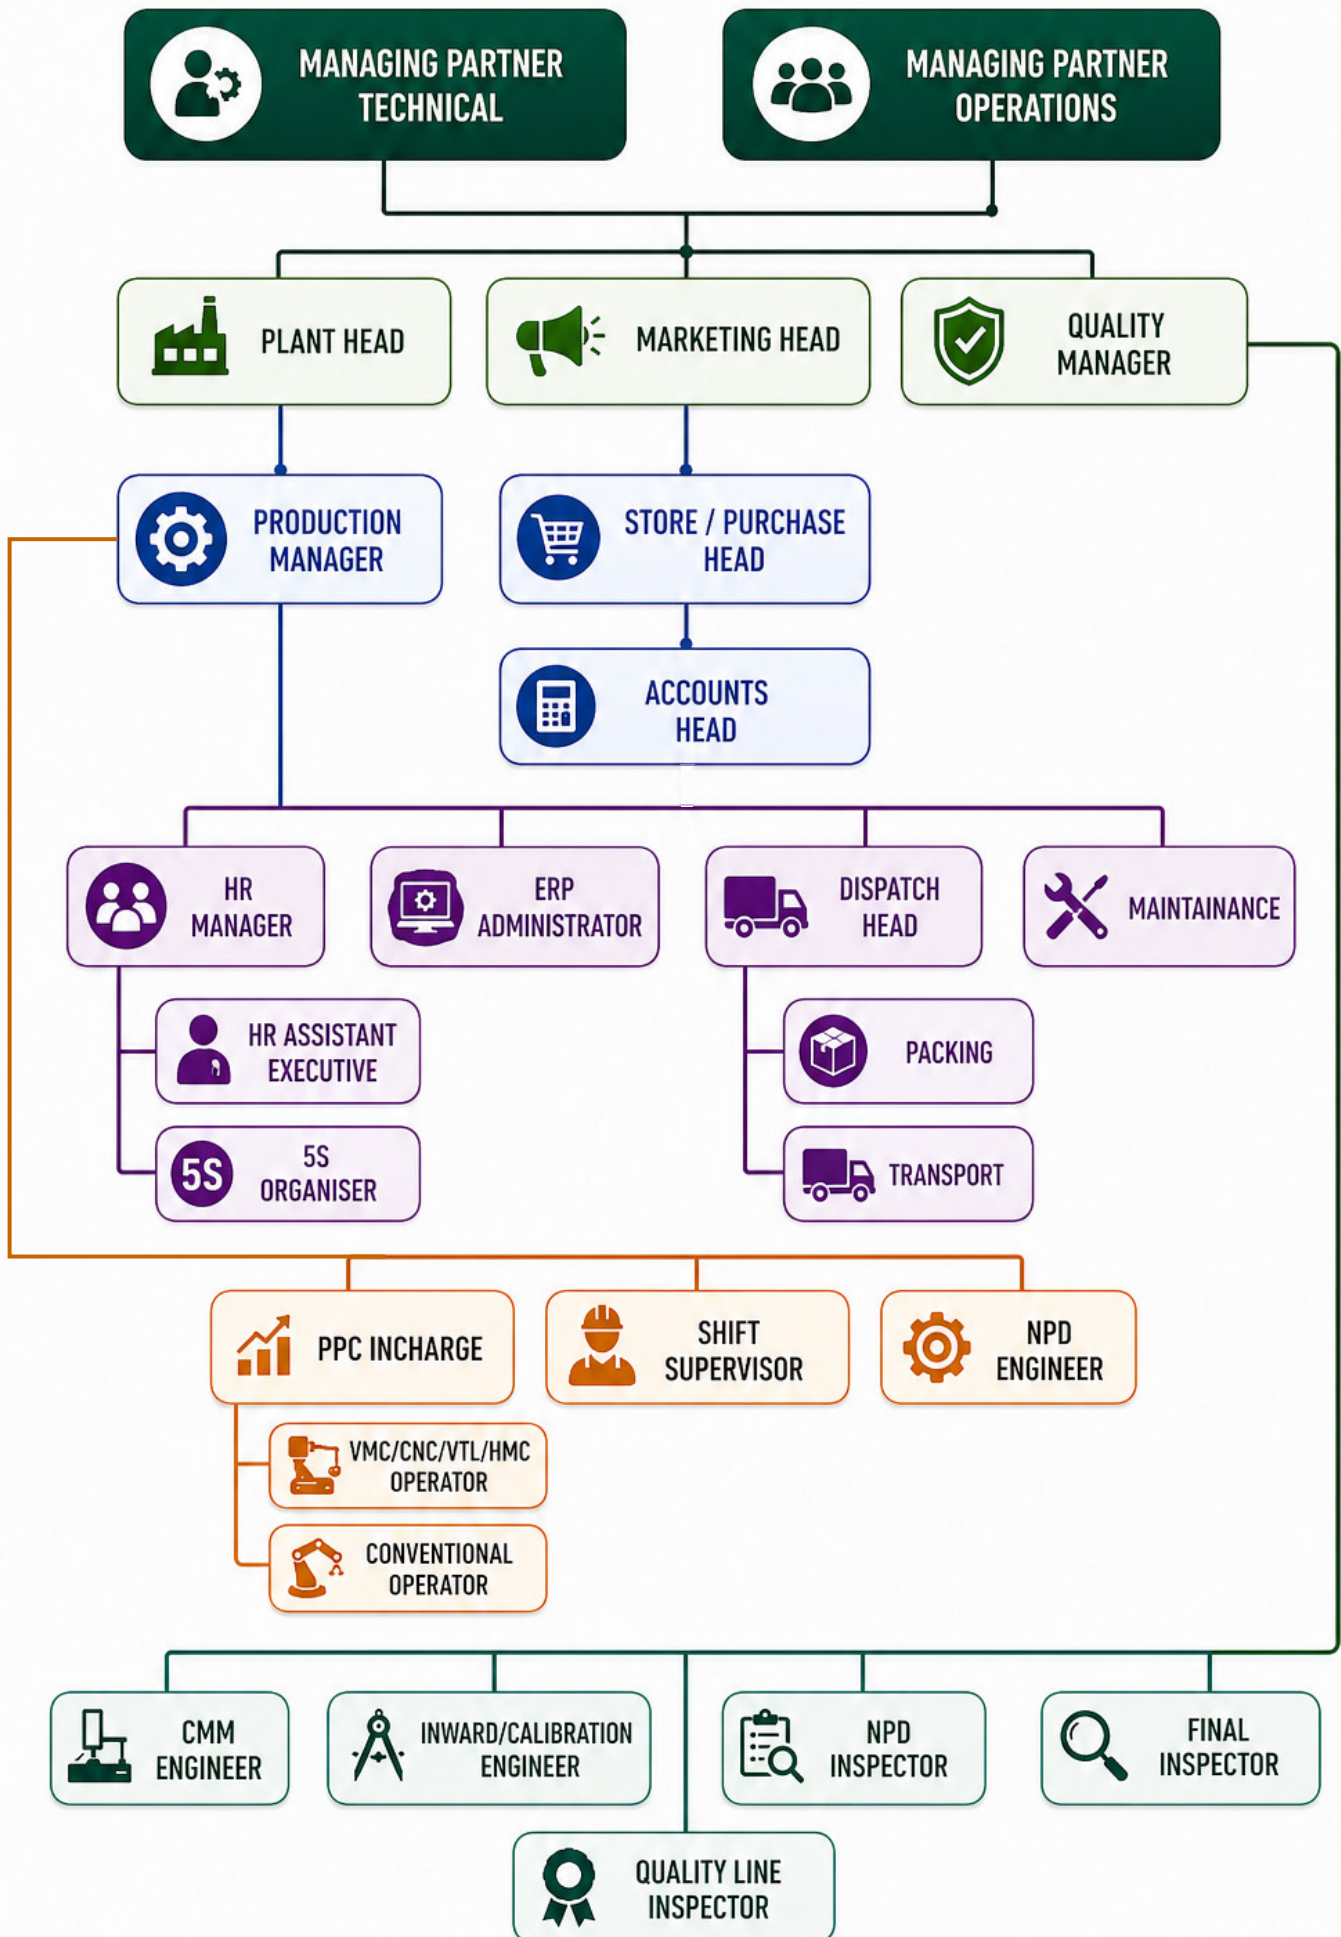 MANAGING PARTNER
TECHNICAL
MANAGING PARTNER
OPERATIONS
PLANT HEAD
MARKETING HEAD
QUALITY
MANAGER
PRODUCTION
MANAGER
STORE / PURCHASE
HEAD
ACCOUNTS
HEAD
HR
MANAGER
ERP
ADMINISTRATOR
DISPATCH
HEAD
MAINTAINANCE
HR ASSISTANT
EXECUTIVE
PACKING
5S
5S
ORGANISER
TRANSPORT
PPC INCHARGE
SHIFT
SUPERVISOR
NPD
ENGINEER
VMC/CNC/VTL/HMC
OPERATOR
CONVENTIONAL
OPERATOR
CMM
ENGINEER
INWARD/CALIBRATION
ENGINEER
NPD
INSPECTOR
FINAL
INSPECTOR
QUALITY LINE
INSPECTOR